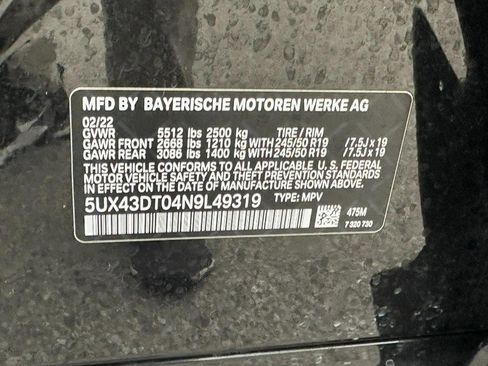 MFD BY BAYERISCHE MOTOREN WERKE AG
02/22
GVWR 5512 lbs 2500 kg TIRE / RIM
GAWR FRONT 2668 lbs 1210 kg WITH 245/50 R19 / 7.5J x 19
GAWR REAR 3086 lbs 1400 kg WITH 245/50 R19 / 7.5J x 19
THIS VEHICLE CONFORMS TO ALL APPLICABLE U.S. FEDERAL
MOTOR VEHICLE SAFETY AND THEFT PREVENTION STANDARDS
IN EFFECT ON THE DATE OF MANUFACTURE SHOWN ABOVE.
5UX43DT04N9L49319 TYPE: MPV
475M
7 320 730